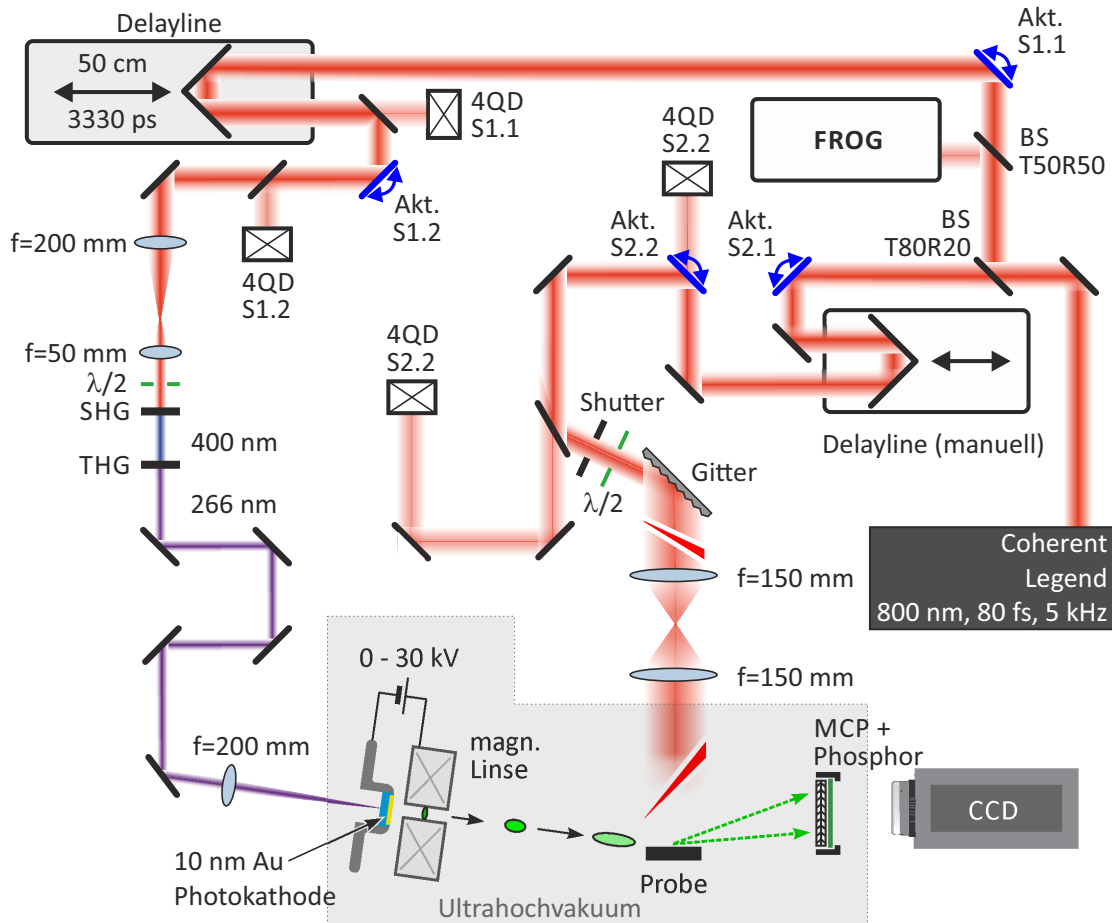 Delayline
50 cm
3330 ps
4QD
S1.1
Akt.
S1.1
FROG
BS
T50R50
4QD
S2.2
Akt.
S1.2
Akt.
S2.2
Akt.
S2.1
BS
T80R20
f=200 mm
4QD
S1.2
f=50 mm
λ/2
SHG
400 nm
THG
266 nm
4QD
S2.2
Shutter
λ/2
Gitter
Delayline (manuell)
f=150 mm
f=150 mm
Coherent
Legend
800 nm, 80 fs, 5 kHz
0 - 30 kV
magn.
Linse
f=200 mm
MCP +
Phosphor
CCD
10 nm Au
Photokathode
Probe
Ultrahochvakuum